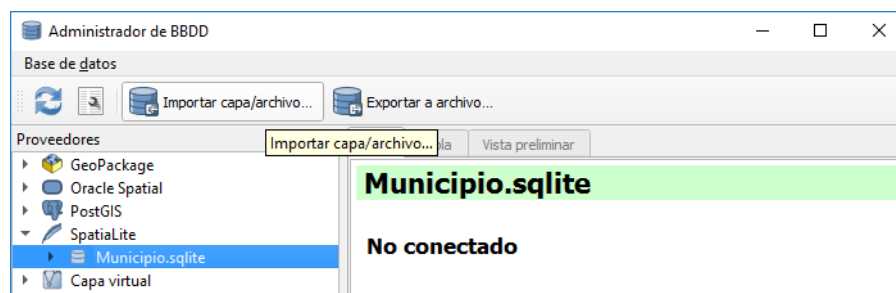 Administrador de BBDD
Base de datos
Importar capa/archivo...
Exportar a archivo...
Proveedores
Importar capa/archivo...
Vista preliminar
GeoPackage
Oracle Spatial
PostGIS
SpatiaLite
Municipio.sqlite
Capa virtual
Municipio.sqlite
No conectado